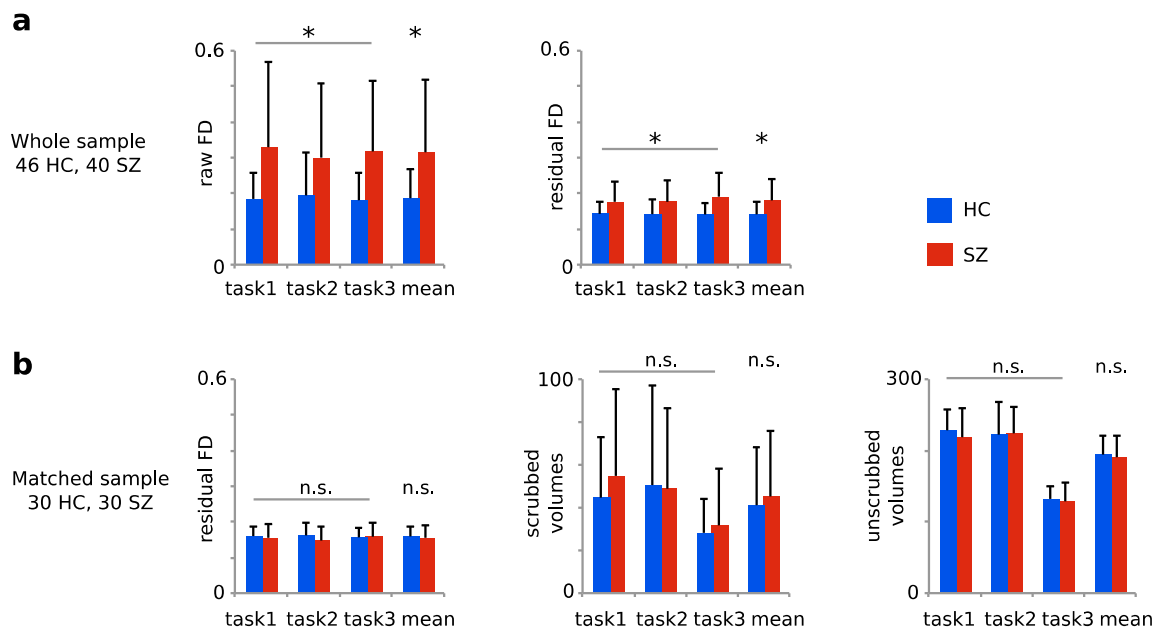 a
* *
0.6
raw FD
0
task1 task2 task3 mean
Whole sample
46 HC, 40 SZ
0.6
* *
residual FD
0
task1 task2 task3 mean
HC
SZ
b
Matched sample
30 HC, 30 SZ
0.6
n.s. n.s.
residual FD
0
task1 task2 task3 mean
n.s. n.s.
100
scrubbed
volumes
0
task1 task2 task3 mean
n.s. n.s.
300
unscrubbed
volumes
0
task1 task2 task3 mean